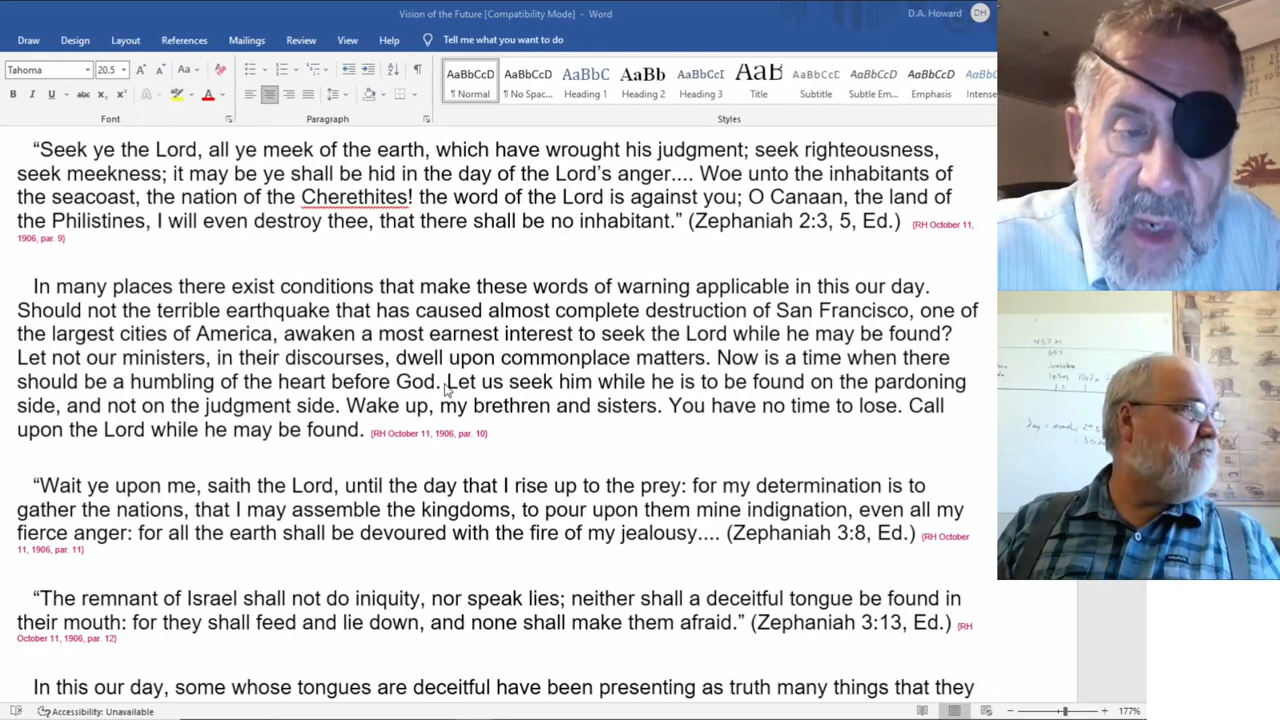 Vision of the Future [Compatibility Mode] - Word
D.A. Howard
DH
Draw Design Layout References Mailings Review View Help Tell me what you want to do
Tahoma 20.5
AaBbCcD AaBbCcD AaBbC AaBb AaBbCcI AaB AaBbCcD AaBbCcD AaBbCcD AaBbC
¶ Normal ¶ No Spac... Heading 1 Heading 2 Heading 3 Title Subtitle Subtle Em... Emphasis Intense
Font Paragraph Styles
“Seek ye the Lord, all ye meek of the earth, which have wrought his judgment; seek righteousness,
seek meekness; it may be ye shall be hid in the day of the Lord’s anger.... Woe unto the inhabitants of
the seacoast, the nation of the Cherethites! the word of the Lord is against you; O Canaan, the land of
the Philistines, I will even destroy thee, that there shall be no inhabitant.” (Zephaniah 2:3, 5, Ed.) {RH October 11,
1906, par. 9}
In many places there exist conditions that make these words of warning applicable in this our day.
Should not the terrible earthquake that has caused almost complete destruction of San Francisco, one of
the largest cities of America, awaken a most earnest interest to seek the Lord while he may be found?
Let not our ministers, in their discourses, dwell upon commonplace matters. Now is a time when there
should be a humbling of the heart before God. Let us seek him while he is to be found on the pardoning
side, and not on the judgment side. Wake up, my brethren and sisters. You have no time to lose. Call
upon the Lord while he may be found. {RH October 11, 1906, par. 10}
“Wait ye upon me, saith the Lord, until the day that I rise up to the prey: for my determination is to
gather the nations, that I may assemble the kingdoms, to pour upon them mine indignation, even all my
fierce anger: for all the earth shall be devoured with the fire of my jealousy.... (Zephaniah 3:8, Ed.) {RH October
11, 1906, par. 11}
“The remnant of Israel shall not do iniquity, nor speak lies; neither shall a deceitful tongue be found in
their mouth: for they shall feed and lie down, and none shall make them afraid.” (Zephaniah 3:13, Ed.) {RH
October 11, 1906, par. 12}
In this our day, some whose tongues are deceitful have been presenting as truth many things that they
Accessibility: Unavailable
177%